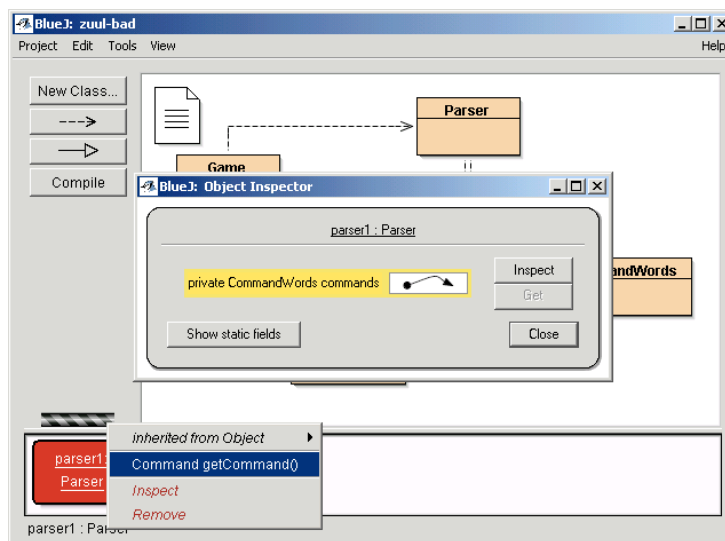 BlueJ: zuul-bad
Project Edit Tools View Help
New Class...
Compile
Parser
Game
BlueJ: Object Inspector
parser1 : Parser
private CommandWords commands
Inspect
Get
Show static fields
Close
andWords
inherited from Object
Command getCommand()
Inspect
Remove
parser1:
Parser
parser1 : Parser